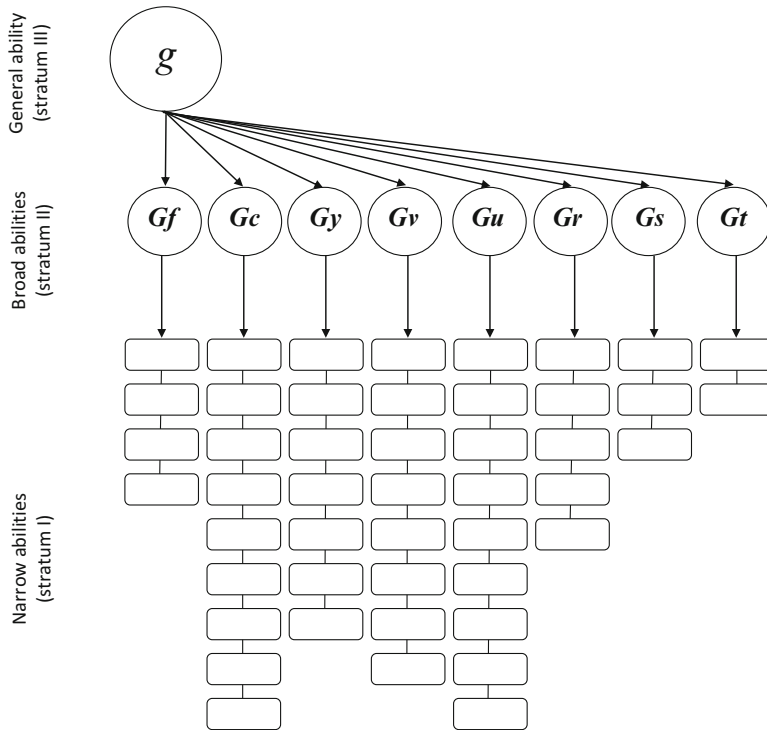 General ability
(stratum III)
g
Broad abilities
(stratum II)
Gf Gc Gy Gv Gu Gr Gs Gt
Narrow abilities
(stratum I)